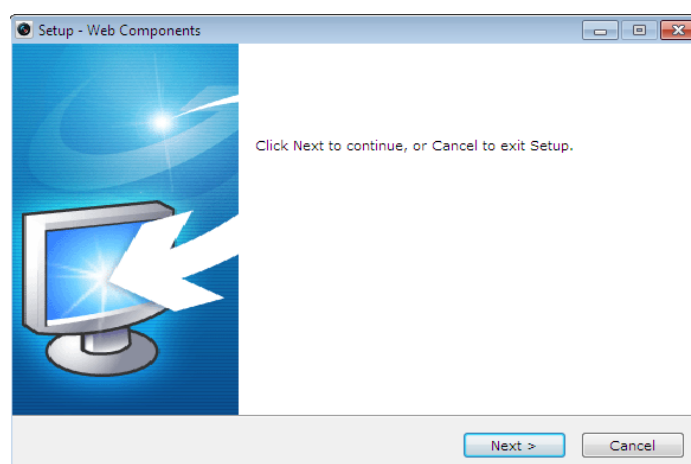 Setup - Web Components
Click Next to continue, or Cancel to exit Setup.
Next >
Cancel